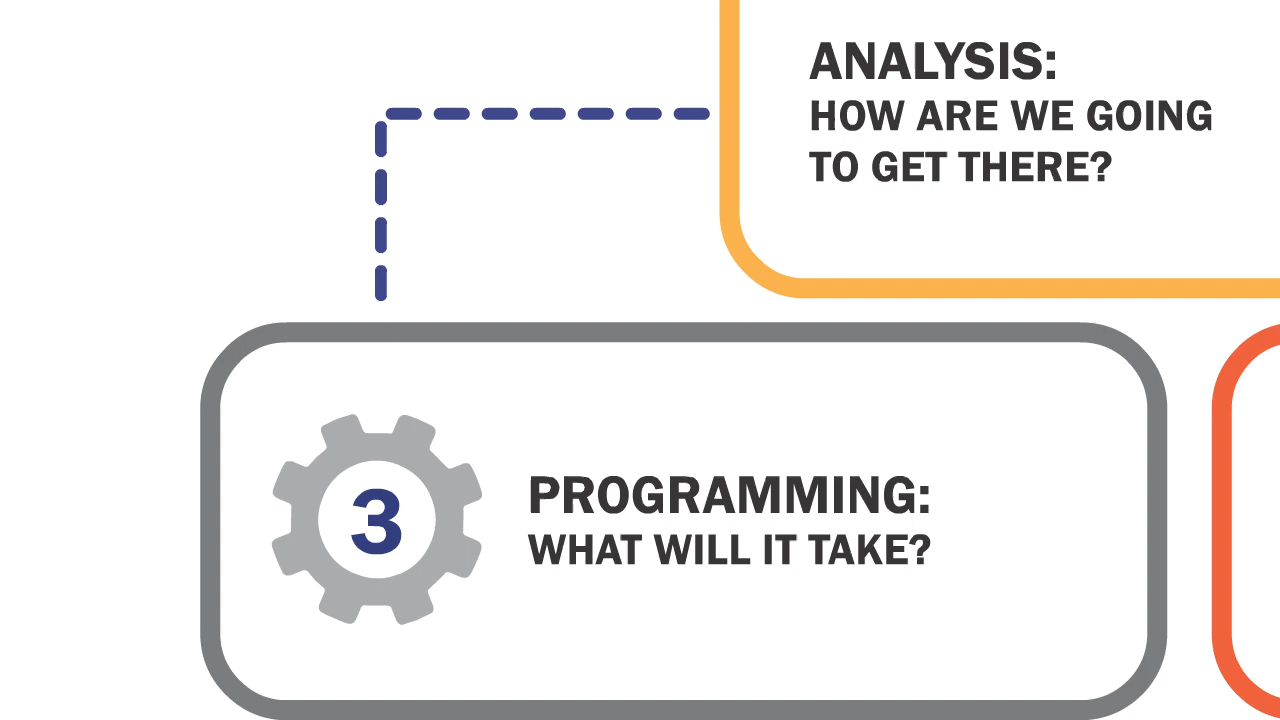 ANALYSIS:
HOW ARE WE GOING
TO GET THERE?
3
PROGRAMMING:
WHAT WILL IT TAKE?